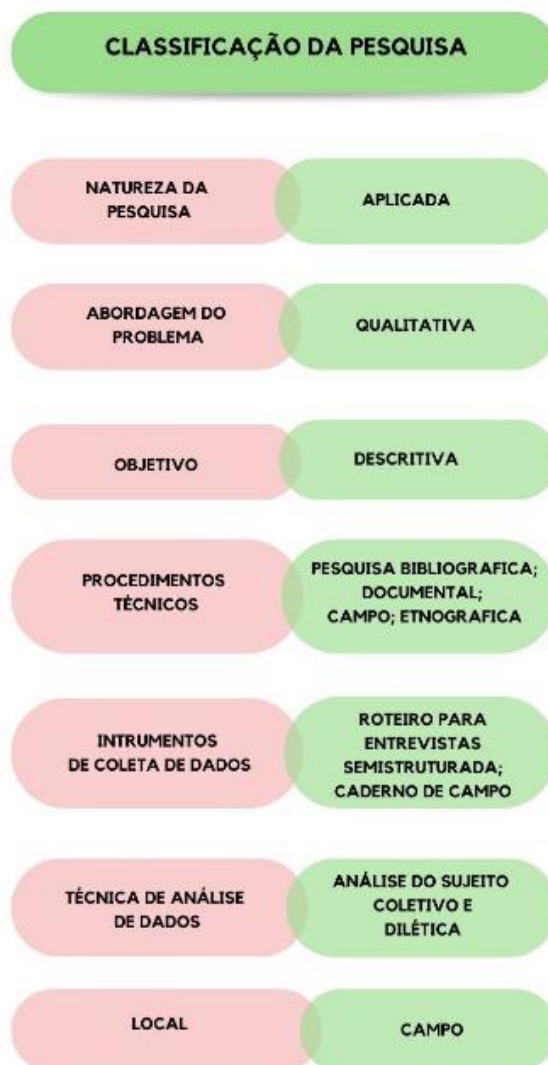 CLASSIFICAÇÃO DA PESQUISA
NATUREZA DA
PESQUISA
APLICADA
ABORDAGEM DO
PROBLEMA
QUALITATIVA
OBJETIVO
DESCRITIVA
PROCEDIMENTOS
TÉCNICOS
PESQUISA BIBLIOGRAFICA;
DOCUMENTAL;
CAMPO; ETNOGRAFICA
INTRUMENTOS
DE COLETA DE DADOS
ROTEIRO PARA
ENTREVISTAS
SEMISTRUTURADA;
CADERNO DE CAMPO
TÉCNICA DE ANÁLISE
DE DADOS
ANÁLISE DO SUJEITO
COLETIVO E
DILÉTICA
LOCAL
CAMPO